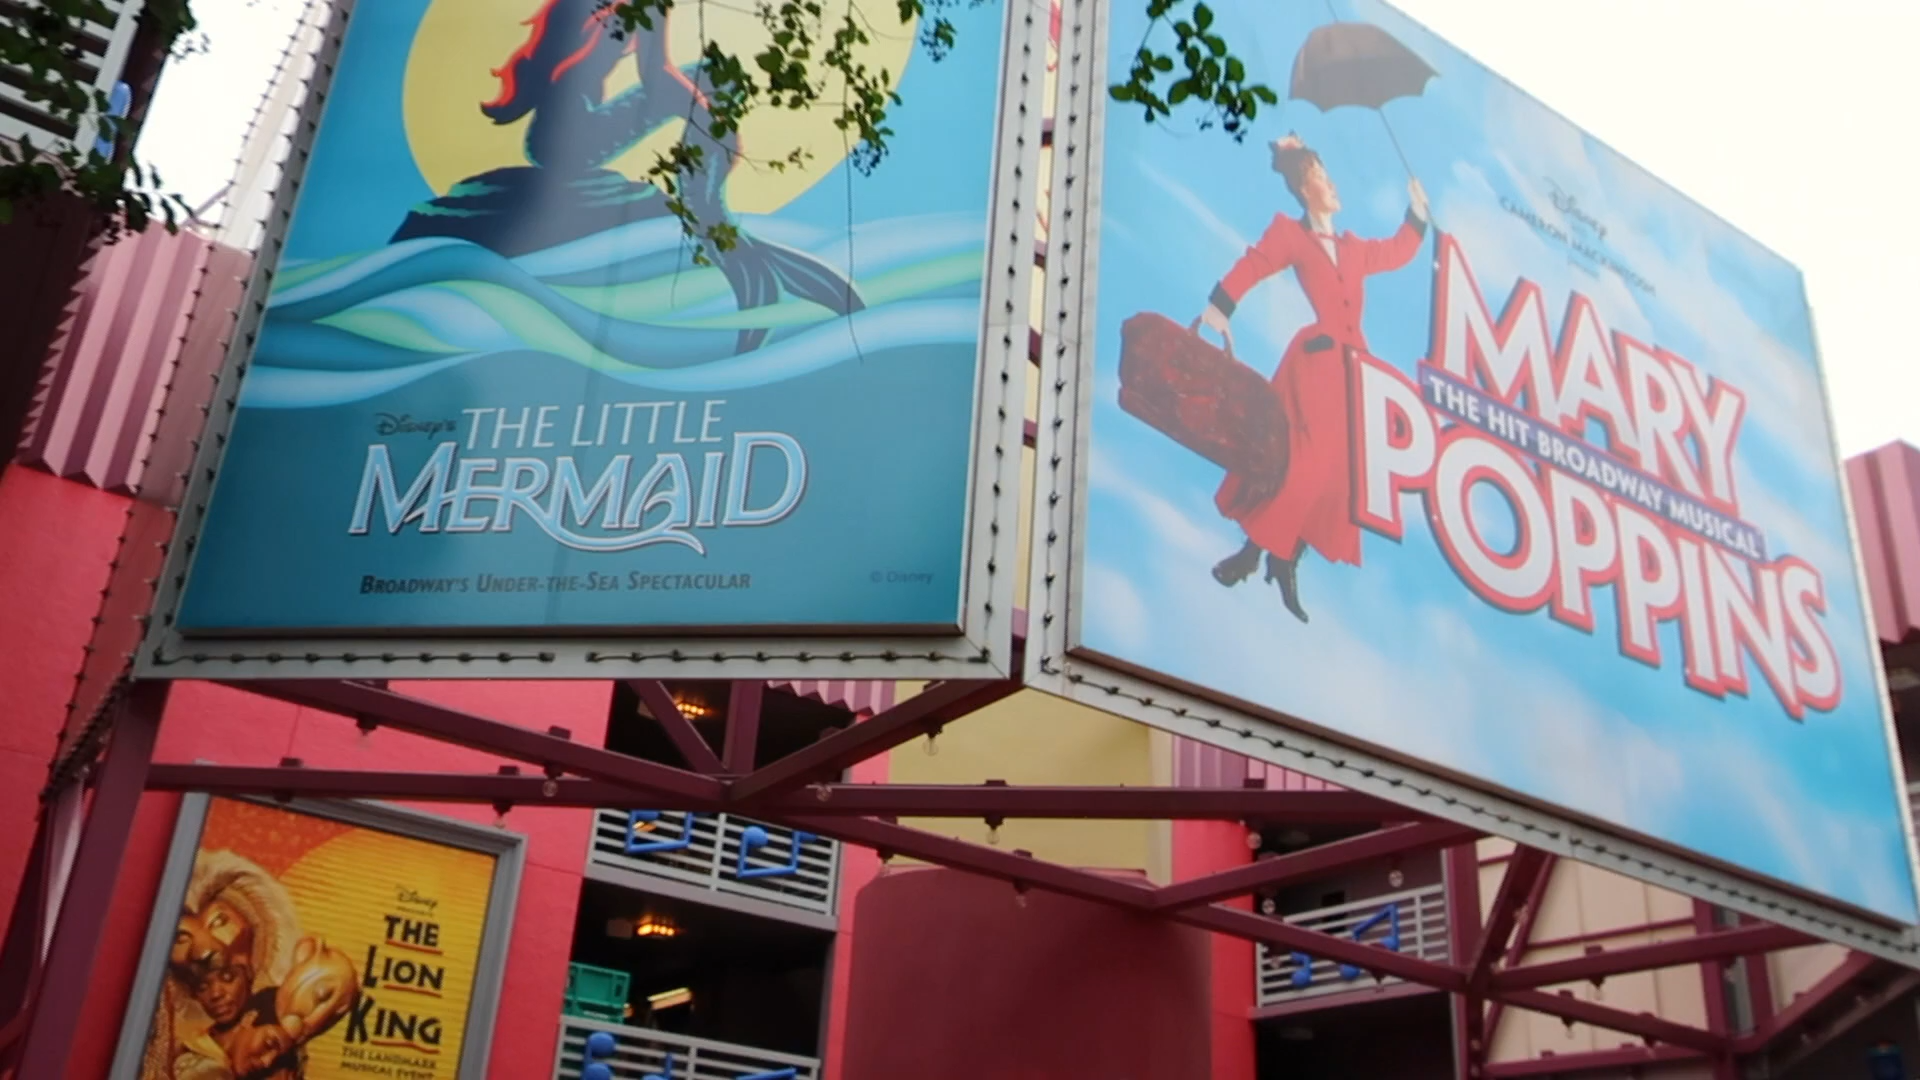 Disney's THE LITTLE
MERMAID
BROADWAY'S UNDER-THE-SEA SPECTACULAR
© Disney
Disney
CAMERON MACKINTOSH
MARY
THE HIT BROADWAY MUSICAL
POPPINS
Disney
THE
LION
KING
THE LANDMARK
MUSICAL EVENT